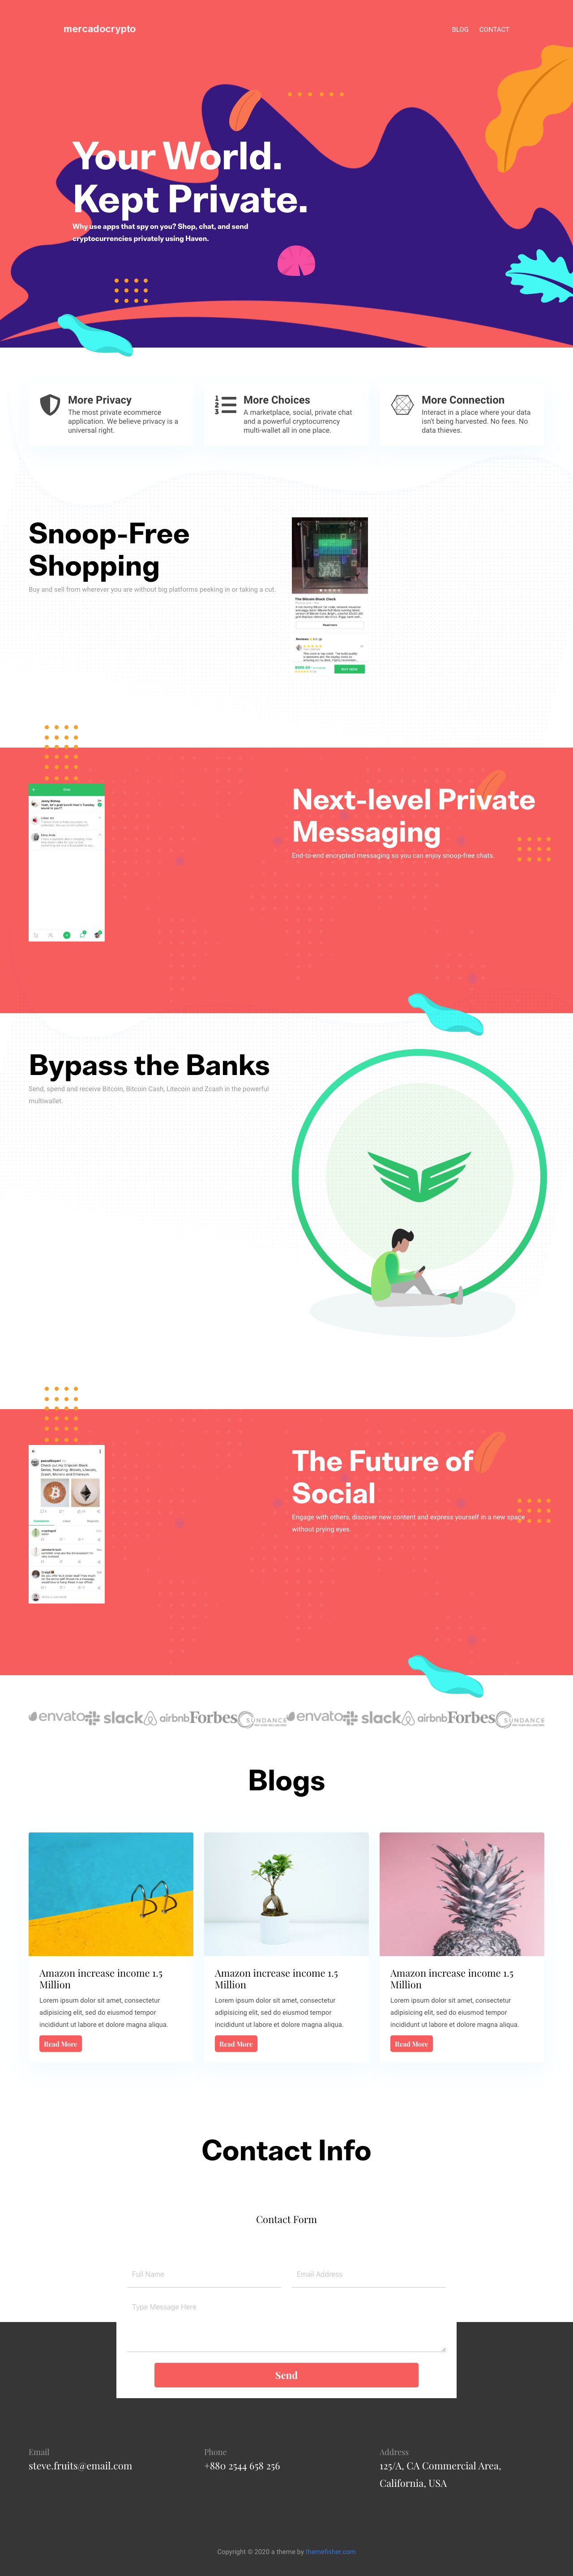 mercadocrypto
BLOG CONTACT
Your World.
Kept Private.
Why use apps that spy on you? Shop, chat, and send
cryptocurrencies privately using Haven.
More Privacy
The most private ecommerce
application. We believe privacy is a
universal right.
1
2
3
More Choices
A marketplace, social, private chat
and a powerful cryptocurrency
multi-wallet all in one place.
More Connection
Interact in a place where your data
isn't being harvested. No fees. No
data thieves.
Snoop-Free
Shopping
Buy and sell from wherever you are without big platforms peeking in or taking a cut.
The Bitcoin Block Clock
Read more
Reviews
BUY NOW
Next-level Private
Messaging
End-to-end encrypted messaging so you can enjoy snoop-free chats.
Bypass the Banks
Send, spend and receive Bitcoin, Bitcoin Cash, Litecoin and Zcash in the powerful
multiwallet.
The Future of
Social
Engage with others, discover new content and express yourself in a new space
without prying eyes.
envato slack airbnb Forbes SUNDANCE envato slack airbnb Forbes SUNDANCE
Blogs
Amazon increase income 1.5
Million
Lorem ipsum dolor sit amet, consectetur
adipisicing elit, sed do eiusmod tempor
incididunt ut labore et dolore magna aliqua.
Read More
Amazon increase income 1.5
Million
Lorem ipsum dolor sit amet, consectetur
adipisicing elit, sed do eiusmod tempor
incididunt ut labore et dolore magna aliqua.
Read More
Amazon increase income 1.5
Million
Lorem ipsum dolor sit amet, consectetur
adipisicing elit, sed do eiusmod tempor
incididunt ut labore et dolore magna aliqua.
Read More
Contact Info
Contact Form
Full Name
Email Address
Type Message Here
Send
Email
steve.fruits@email.com
Phone
+880 2544 658 256
Address
125/A, CA Commercial Area,
California, USA
Copyright © 2020 a theme by themefisher.com